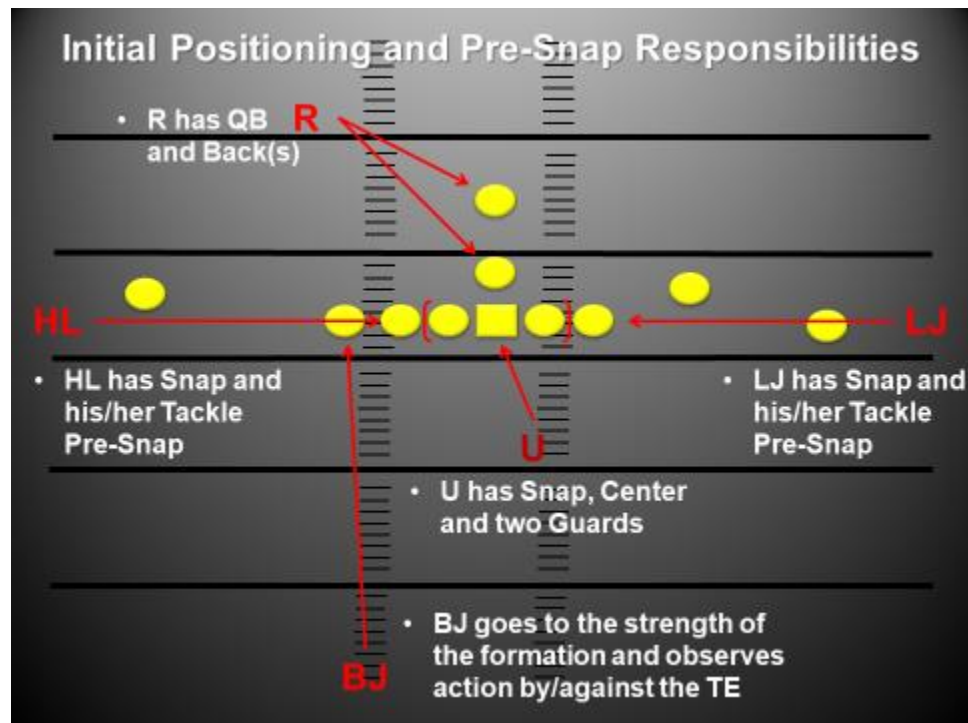 Initial Positioning and Pre-Snap Responsibilities
• R has QB
and Back(s)
R
HL
LJ
• HL has Snap and
his/her Tackle
Pre-Snap
• LJ has Snap and
his/her Tackle
Pre-Snap
U
• U has Snap, Center
and two Guards
• BJ goes to the strength of
the formation and observes
action by/against the TE
BJ